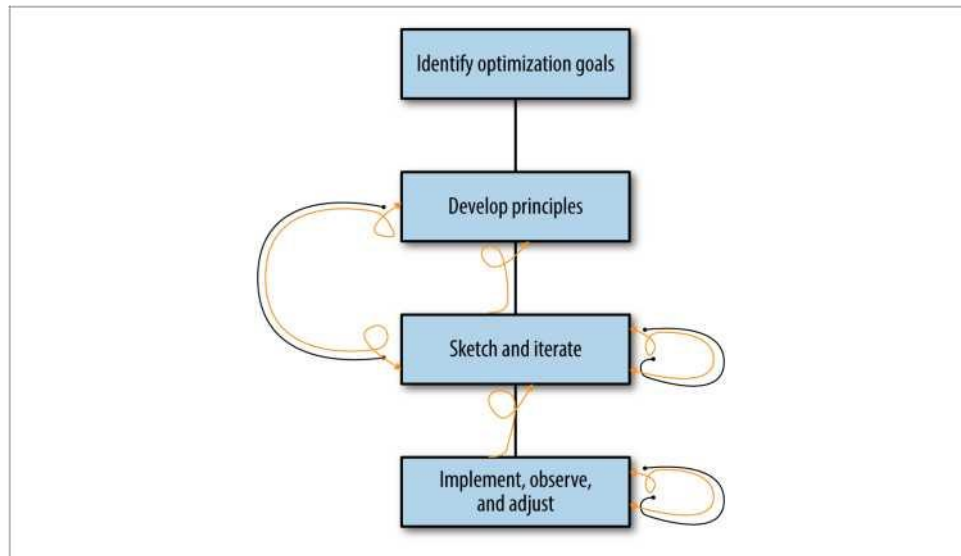 Identify optimization goals
Develop principles
Sketch and iterate
Implement, observe,
and adjust